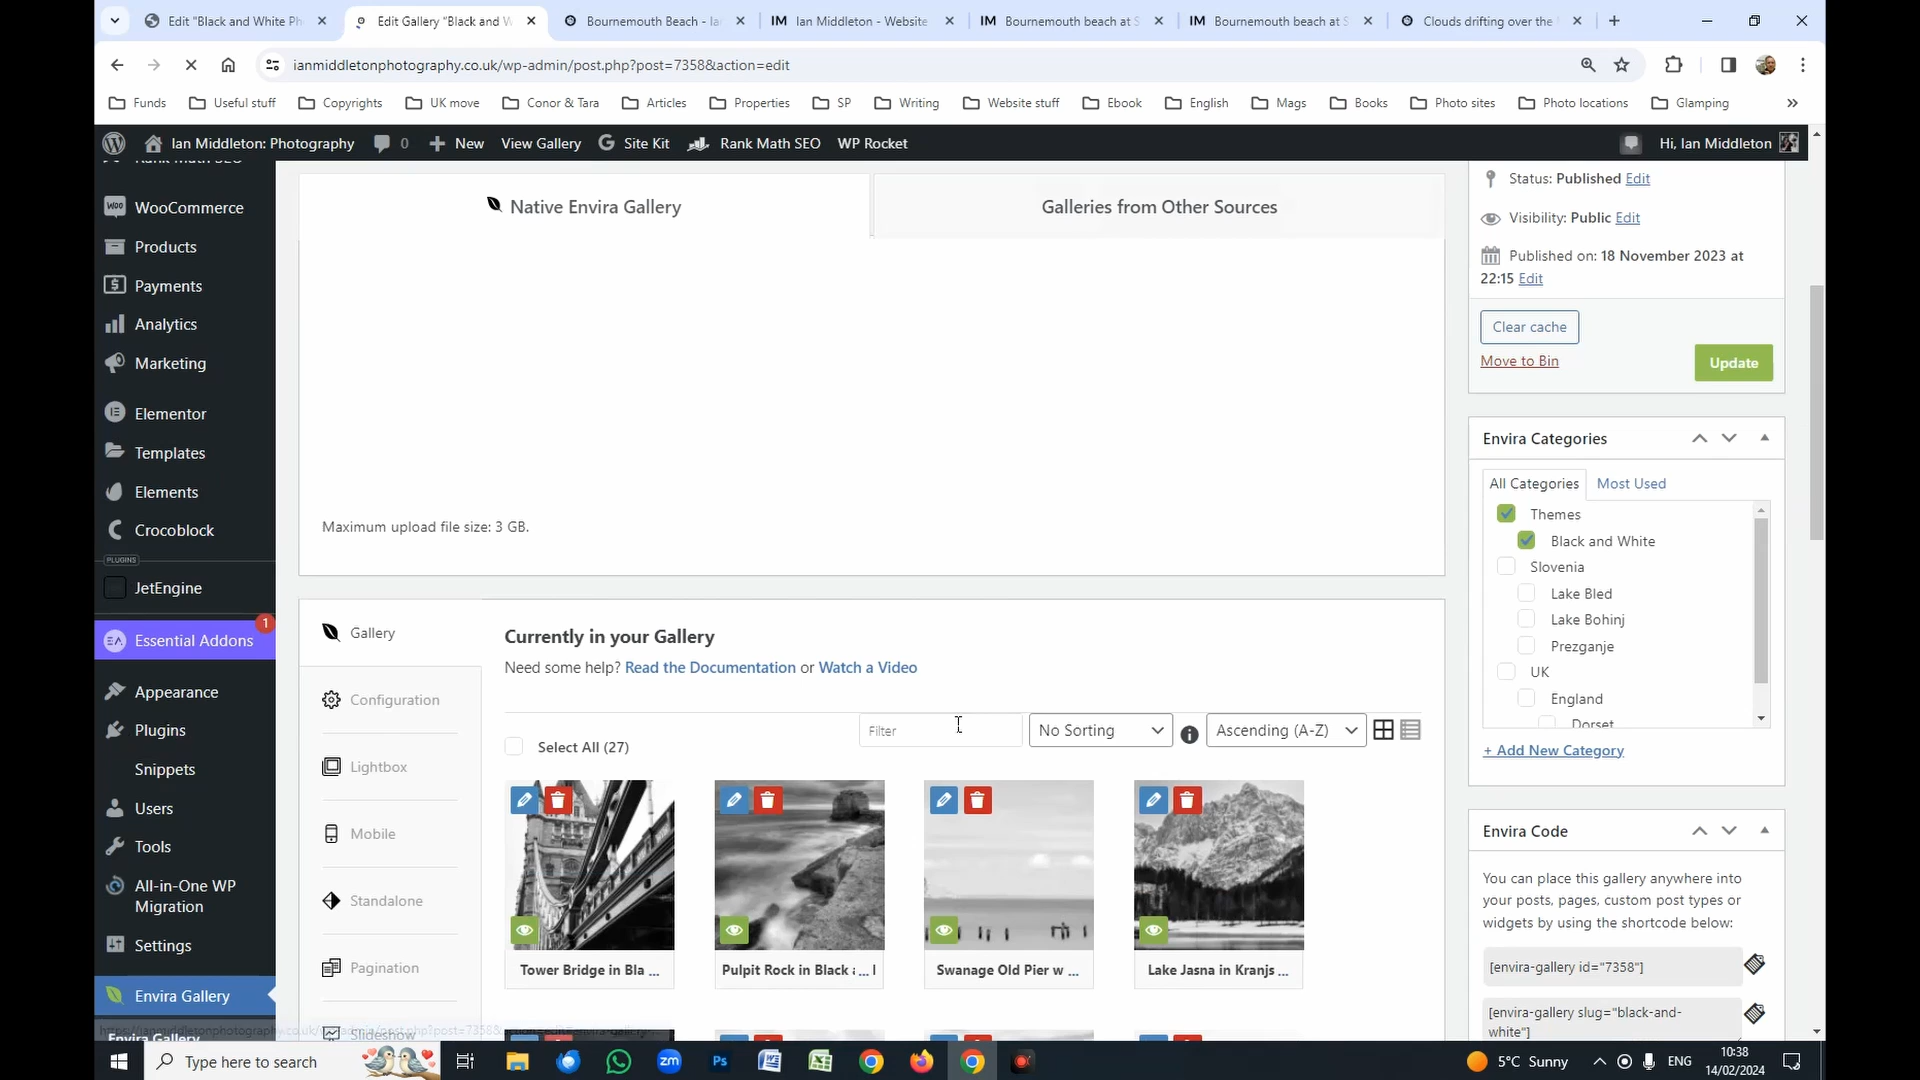 Edit "Black and White Ph
Edit Gallery "Black and W
Bournemouth Beach - Ian
Ian Middleton - Website
Bournemouth beach at S
Bournemouth beach at S
Clouds drifting over the
ianmiddletonphotography.co.uk/wp-admin/post.php?post=7358&action=edit
Funds
Useful stuff
Copyrights
UK move
Conor & Tara
Articles
Properties
SP
Writing
Website stuff
Ebook
English
Mags
Books
Photo sites
Photo locations
Glamping
Ian Middleton: Photography
0
New
View Gallery
Site Kit
Rank Math SEO
WP Rocket
Hi, Ian Middleton
Rank Math SEO
WooCommerce
Products
Payments
Analytics
Marketing
Elementor
Templates
Elements
Crocoblock
PLUGINS
JetEngine
Essential Addons
1
Appearance
Plugins
Snippets
Users
Tools
All-in-One WP
Migration
Settings
Envira Gallery
Envira Gallery
Native Envira Gallery
Galleries from Other Sources
Maximum upload file size: 3 GB.
Gallery
Configuration
Lightbox
Mobile
Standalone
Pagination
Slideshow
Currently in your Gallery
Need some help? Read the Documentation or Watch a Video
Select All (27)
Filter
No Sorting
Ascending (A-Z)
Tower Bridge in Bla ...
Pulpit Rock in Black
Swanage Old Pier w ...
Lake Jasna in Kranjs ...
Status: Published Edit
Visibility: Public Edit
Published on: 18 November 2023 at
22:15 Edit
Clear cache
Move to Bin
Update
Envira Categories
All Categories
Most Used
Themes
Black and White
Slovenia
Lake Bled
Lake Bohinj
Prezganje
UK
England
Dorset
+ Add New Category
Envira Code
You can place this gallery anywhere into
your posts, pages, custom post types or
widgets by using the shortcode below:
[envira-gallery id="7358"]
[envira-gallery slug="black-and-
white"]
Type here to search
5°C Sunny
ENG
10:38
14/02/2024